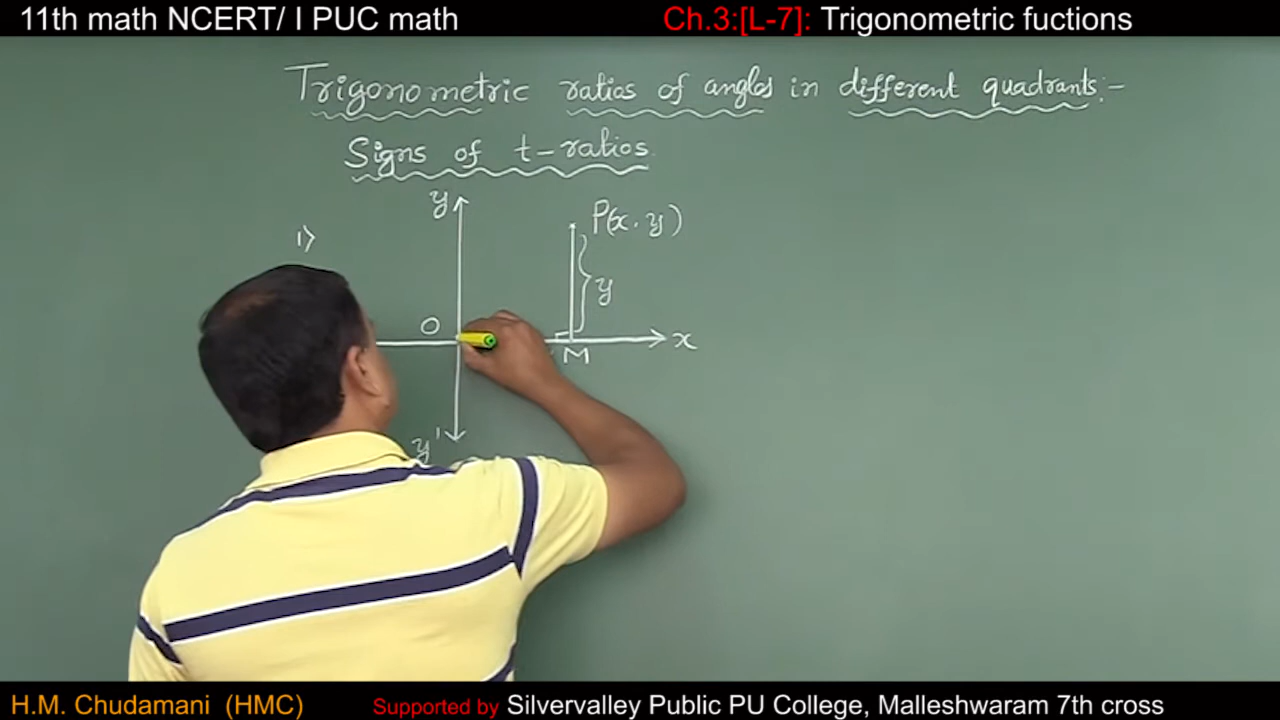 11th math NCERT/ I PUC math
Ch.3:[L-7]: Trigonometric fuctions
Trigonometric ratios of angles in different quadrants:-
Signs of t-ratios.
y
P(x, y)
1)
y
O
x
M
y'
H.M. Chudamani (HMC)
Supported by Silvervalley Public PU College, Malleshwaram 7th cross